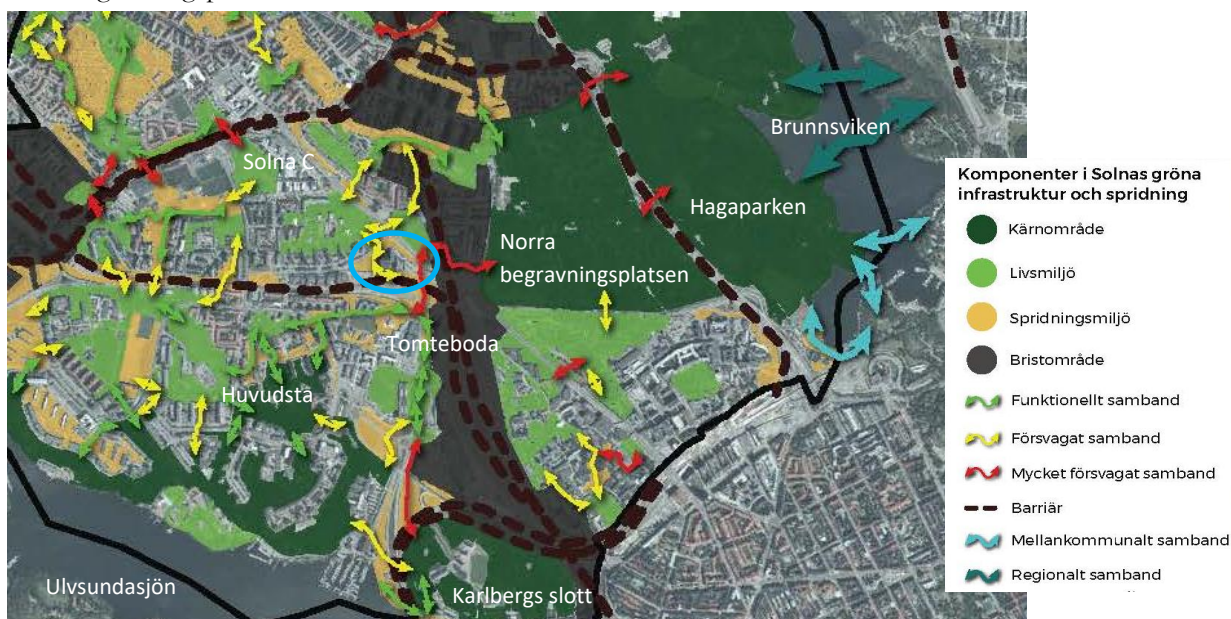 Brunnsviken
Solna C
Hagaparken
Norra
begravningsplatsen
Tomteboda
Huvudsta
Ulvsundasjön
Karlbergs slott
Komponenter i Solnas gröna
infrastruktur och spridning
Kärnområde
Livsmiljö
Spridningsmiljö
Bristområde
Funktionellt samband
Försvagat samband
Mycket försvagat samband
Barriär
Mellankommunalt samband
Regionalt samband